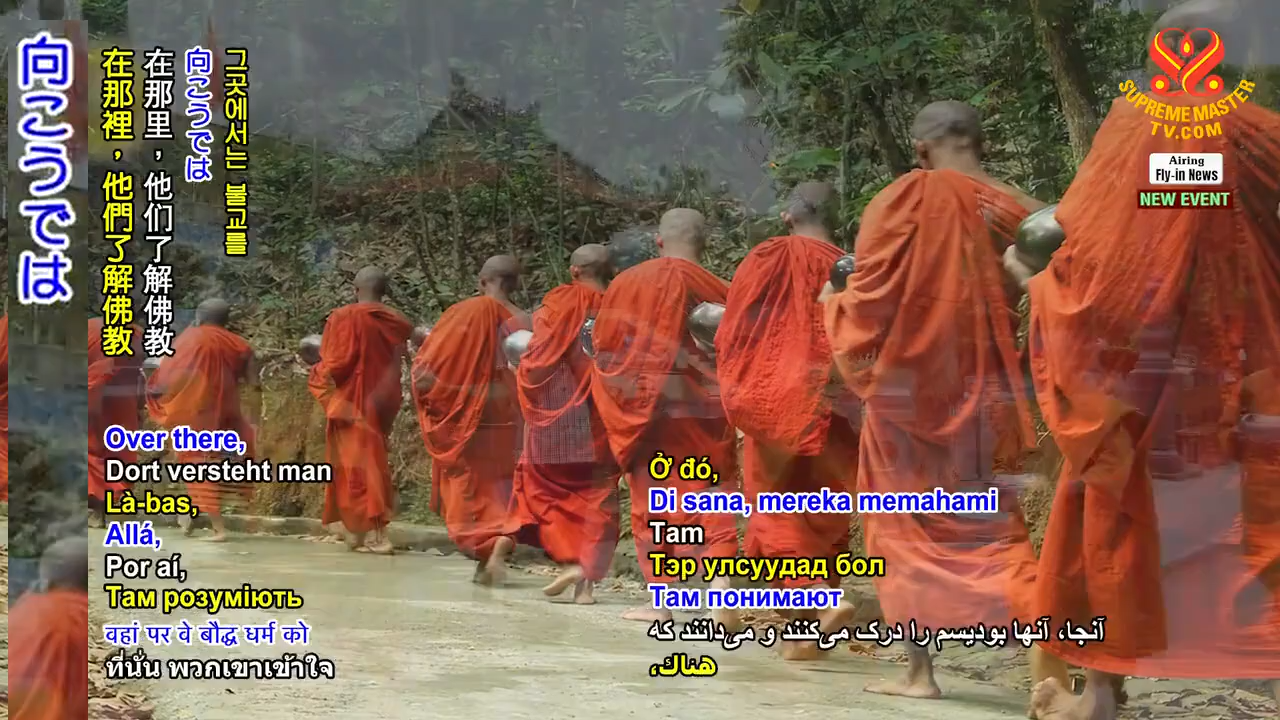 向こうでは
在那裡，他們了解佛教
在那里，他们了解佛教
向こうでは
그곳에서는 불교를
SUPREME MASTER
TV.COM
Airing
Fly-in News
NEW EVENT
Over there,
Dort versteht man
Là-bas,
Allá,
Por aí,
Там розуміють
वहां पर वे बौद्ध धर्म को
ที่นั่น พวกเขาเข้าใจ
Ở đó,
Di sana, mereka memahami
Tam
Тэр улсуудад бол
Там понимают
آنجا، آنها بودیسم را درک می‌کنند و می‌دانند که
هناك،